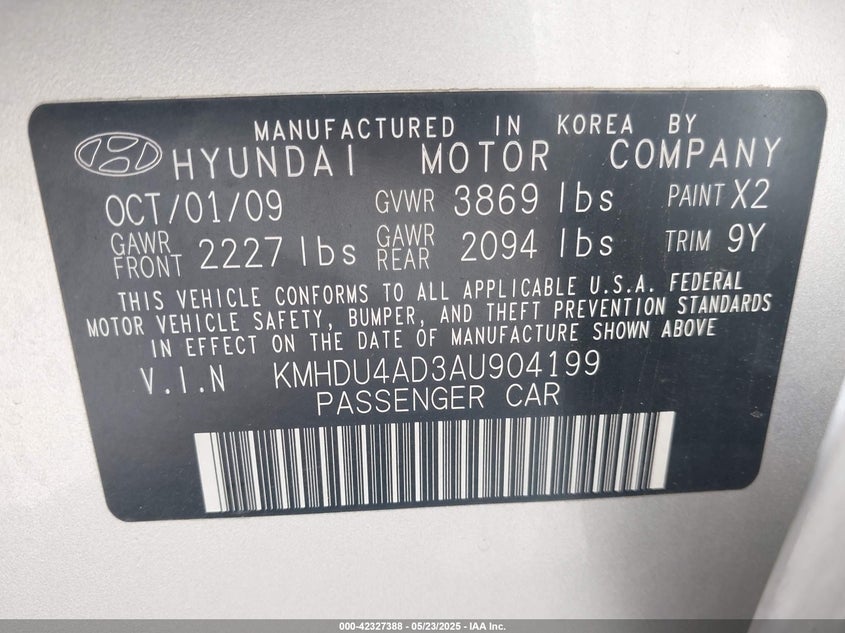 MANUFACTURED IN KOREA BY
HYUNDAI MOTOR COMPANY
OCT/01/09 GVWR 3869 lbs PAINT X2
GAWR FRONT 2227 lbs GAWR REAR 2094 lbs TRIM 9Y
THIS VEHICLE CONFORMS TO ALL APPLICABLE U.S.A. FEDERAL
MOTOR VEHICLE SAFETY, BUMPER, AND THEFT PREVENTION STANDARDS
IN EFFECT ON THE DATE OF MANUFACTURE SHOWN ABOVE
V.I.N KMHDU4AD3AU904199
PASSENGER CAR
000-42327388 - 05/23/2025 - IAA Inc.